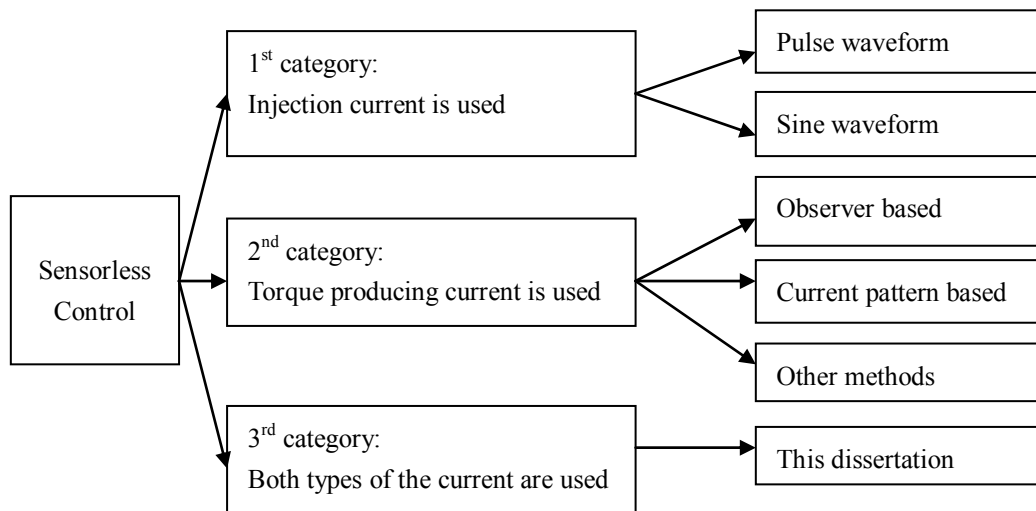 Sensorless
Control
1st category:
Injection current is used
Pulse waveform
Sine waveform
2nd category:
Torque producing current is used
Observer based
Current pattern based
Other methods
3rd category:
Both types of the current are used
This dissertation